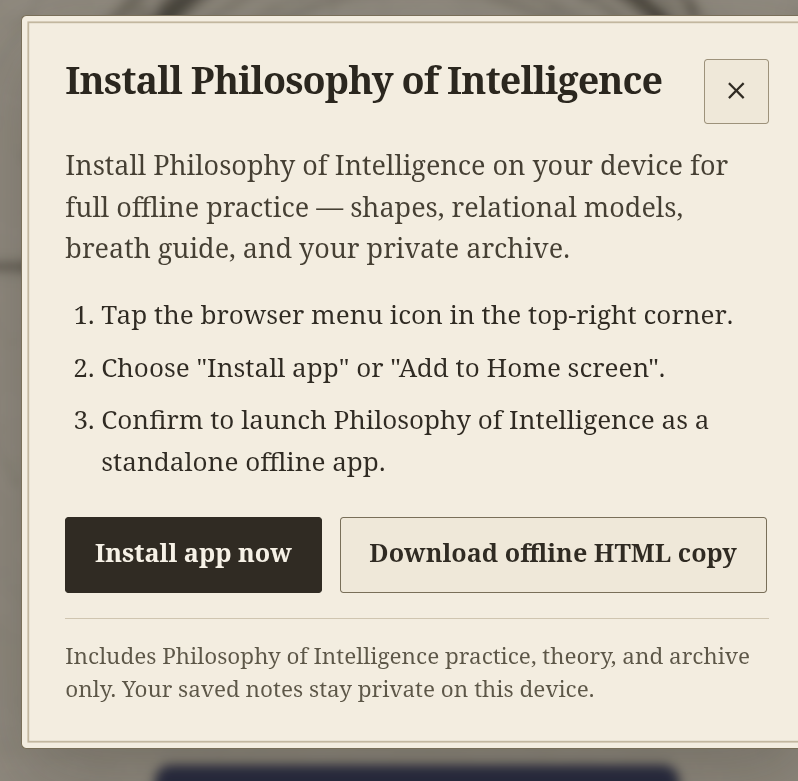 Install Philosophy of Intelligence
×
Install Philosophy of Intelligence on your device for
full offline practice — shapes, relational models,
breath guide, and your private archive.
1. Tap the browser menu icon in the top-right corner.
2. Choose "Install app" or "Add to Home screen".
3. Confirm to launch Philosophy of Intelligence as a
standalone offline app.
Install app now
Download offline HTML copy
Includes Philosophy of Intelligence practice, theory, and archive
only. Your saved notes stay private on this device.